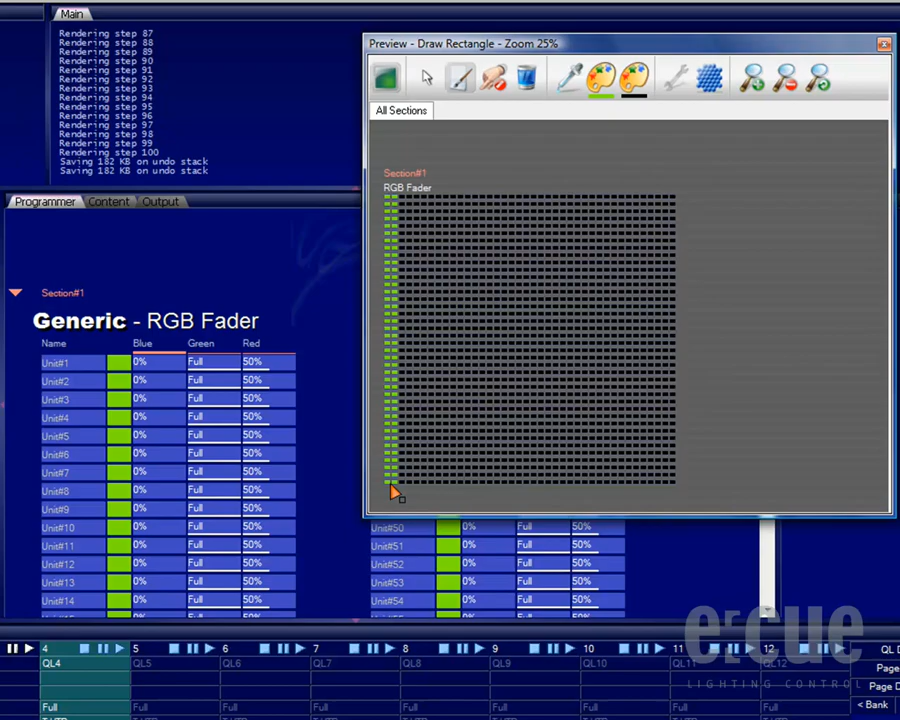 Main
Rendering step 87
Rendering step 88
Rendering step 89
Rendering step 90
Rendering step 91
Rendering step 92
Rendering step 93
Rendering step 94
Rendering step 95
Rendering step 96
Rendering step 97
Rendering step 98
Rendering step 99
Rendering step 100
Saving 182 KB on undo stack
Saving 182 KB on undo stack
Preview - Draw Rectangle - Zoom 25%
All Sections
Section#1
RGB Fader
Programmer Content Output
Section#1
Generic - RGB Fader
Name Blue Green Red
Unit#1 0% Full 50%
Unit#2 0% Full 50%
Unit#3 0% Full 50%
Unit#4 0% Full 50%
Unit#5 0% Full 50%
Unit#6 0% Full 50%
Unit#7 0% Full 50%
Unit#8 0% Full 50%
Unit#9 0% Full 50%
Unit#10 0% Full 50%
Unit#11 0% Full 50%
Unit#12 0% Full 50%
Unit#13 0% Full 50%
Unit#14 0% Full 50%
Unit#50 0% Full 50%
Unit#51 0% Full 50%
Unit#52 0% Full 50%
Unit#53 0% Full 50%
Unit#54 0% Full 50%
e:cue
LIGHTING CONTROL
4 5 6 7 8 9 10 11 12
QL4 QL5 QL6 QL7 QL8 QL9 QL10 QL11 QL12
QL
Page
Page
Full
< Bank